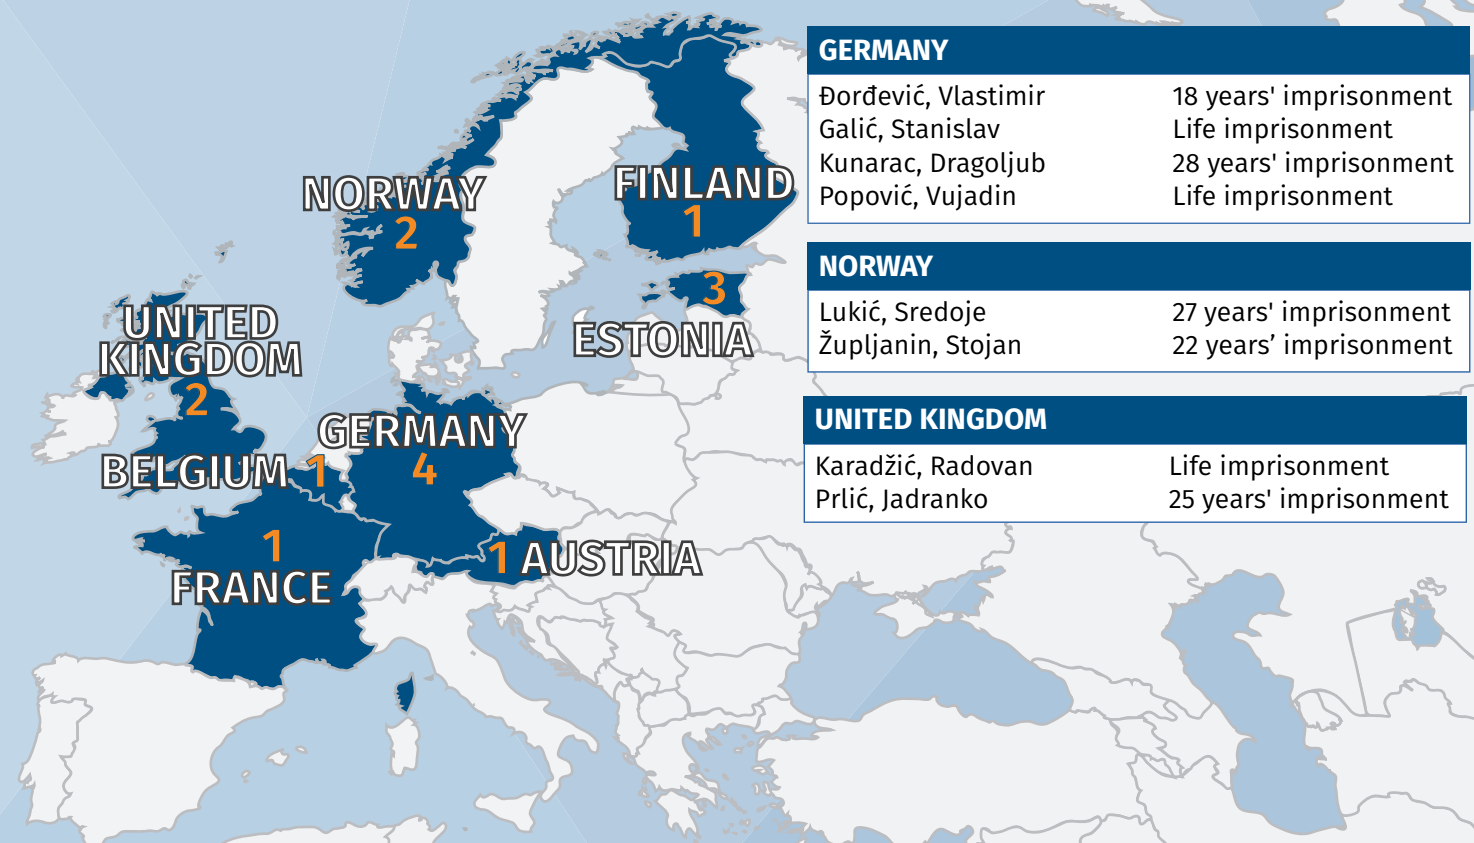 NORWAY
2
FINLAND
1
3
ESTONIA
UNITED
KINGDOM
2
GERMANY
4
BELGIUM 1
1
FRANCE
1 AUSTRIA
GERMANY
Đorđević, Vlastimir 18 years' imprisonment
Galić, Stanislav Life imprisonment
Kunarac, Dragoljub 28 years' imprisonment
Popović, Vujadin Life imprisonment
NORWAY
Lukić, Sredoje 27 years' imprisonment
Župljanin, Stojan 22 years’ imprisonment
UNITED KINGDOM
Karadžić, Radovan Life imprisonment
Prlić, Jadranko 25 years' imprisonment